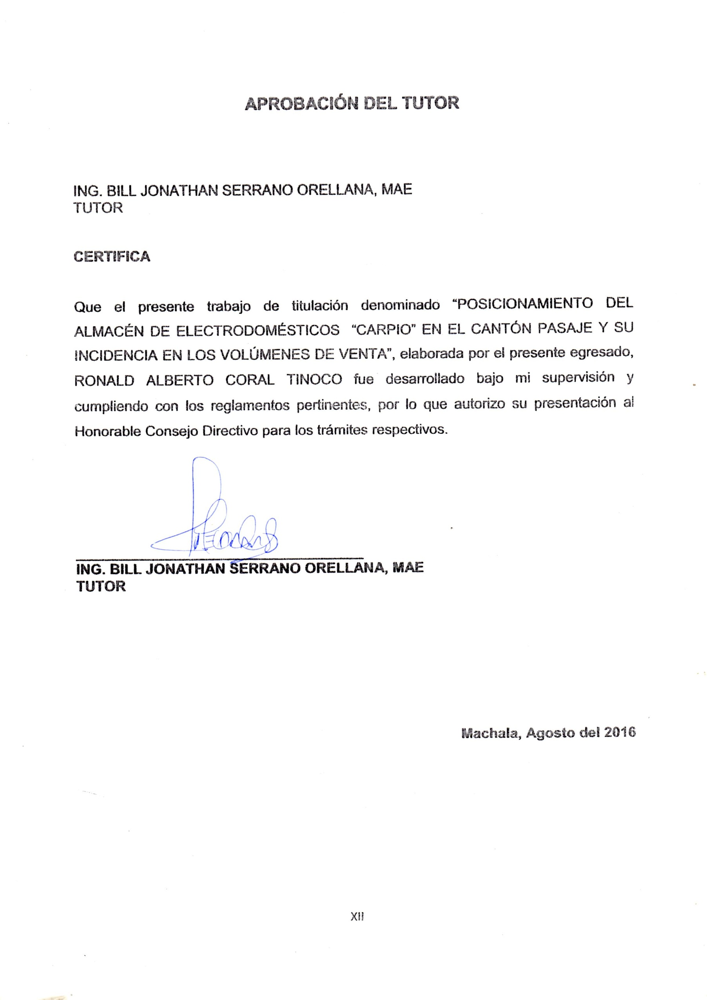 APROBACIÓN DEL TUTOR
ING. BILL JONATHAN SERRANO ORELLANA, MAE
TUTOR
CERTIFICA
Que el presente trabajo de titulación denominado “POSICIONAMIENTO DEL
ALMACÉN DE ELECTRODOMÉSTICOS “CARPIO” EN EL CANTÓN PASAJE Y SU
INCIDENCIA EN LOS VOLÚMENES DE VENTA”, elaborada por el presente egresado,
RONALD ALBERTO CORAL TINOCO fue desarrollado bajo mi supervisión y
cumpliendo con los reglamentos pertinentes, por lo que autorizo su presentación al
Honorable Consejo Directivo para los trámites respectivos.
ING. BILL JONATHAN SERRANO ORELLANA, MAE
TUTOR
Machala, Agosto del 2016
XII